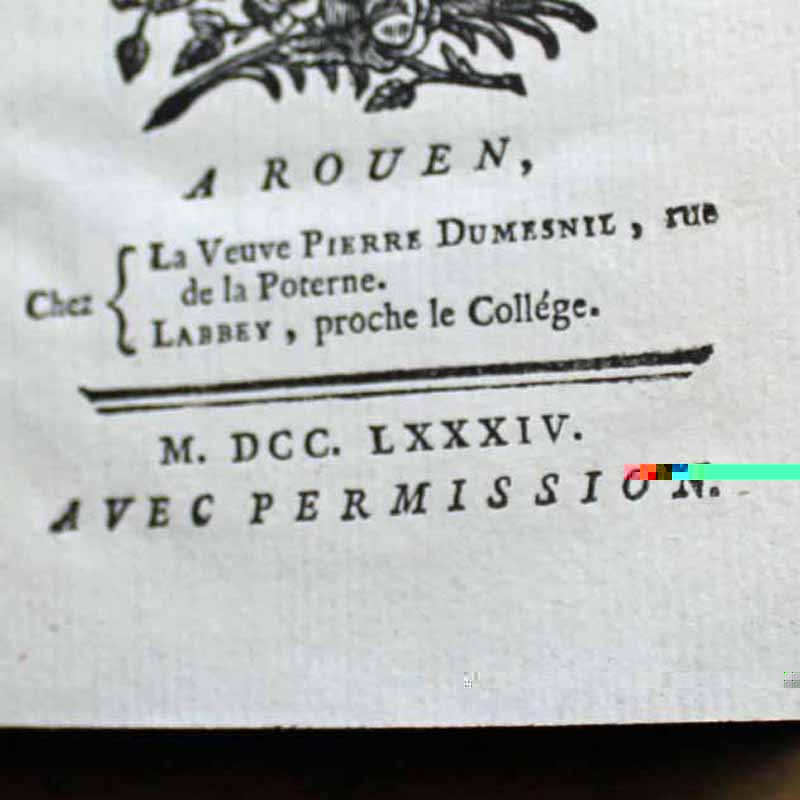 A ROUEN,
Chez { La Veuve PIERRE DUMESNIL, rue
de la Poterne.
LABBEY, proche le Collége.
M. DCC. LXXXIV.
AVEC PERMISSION.